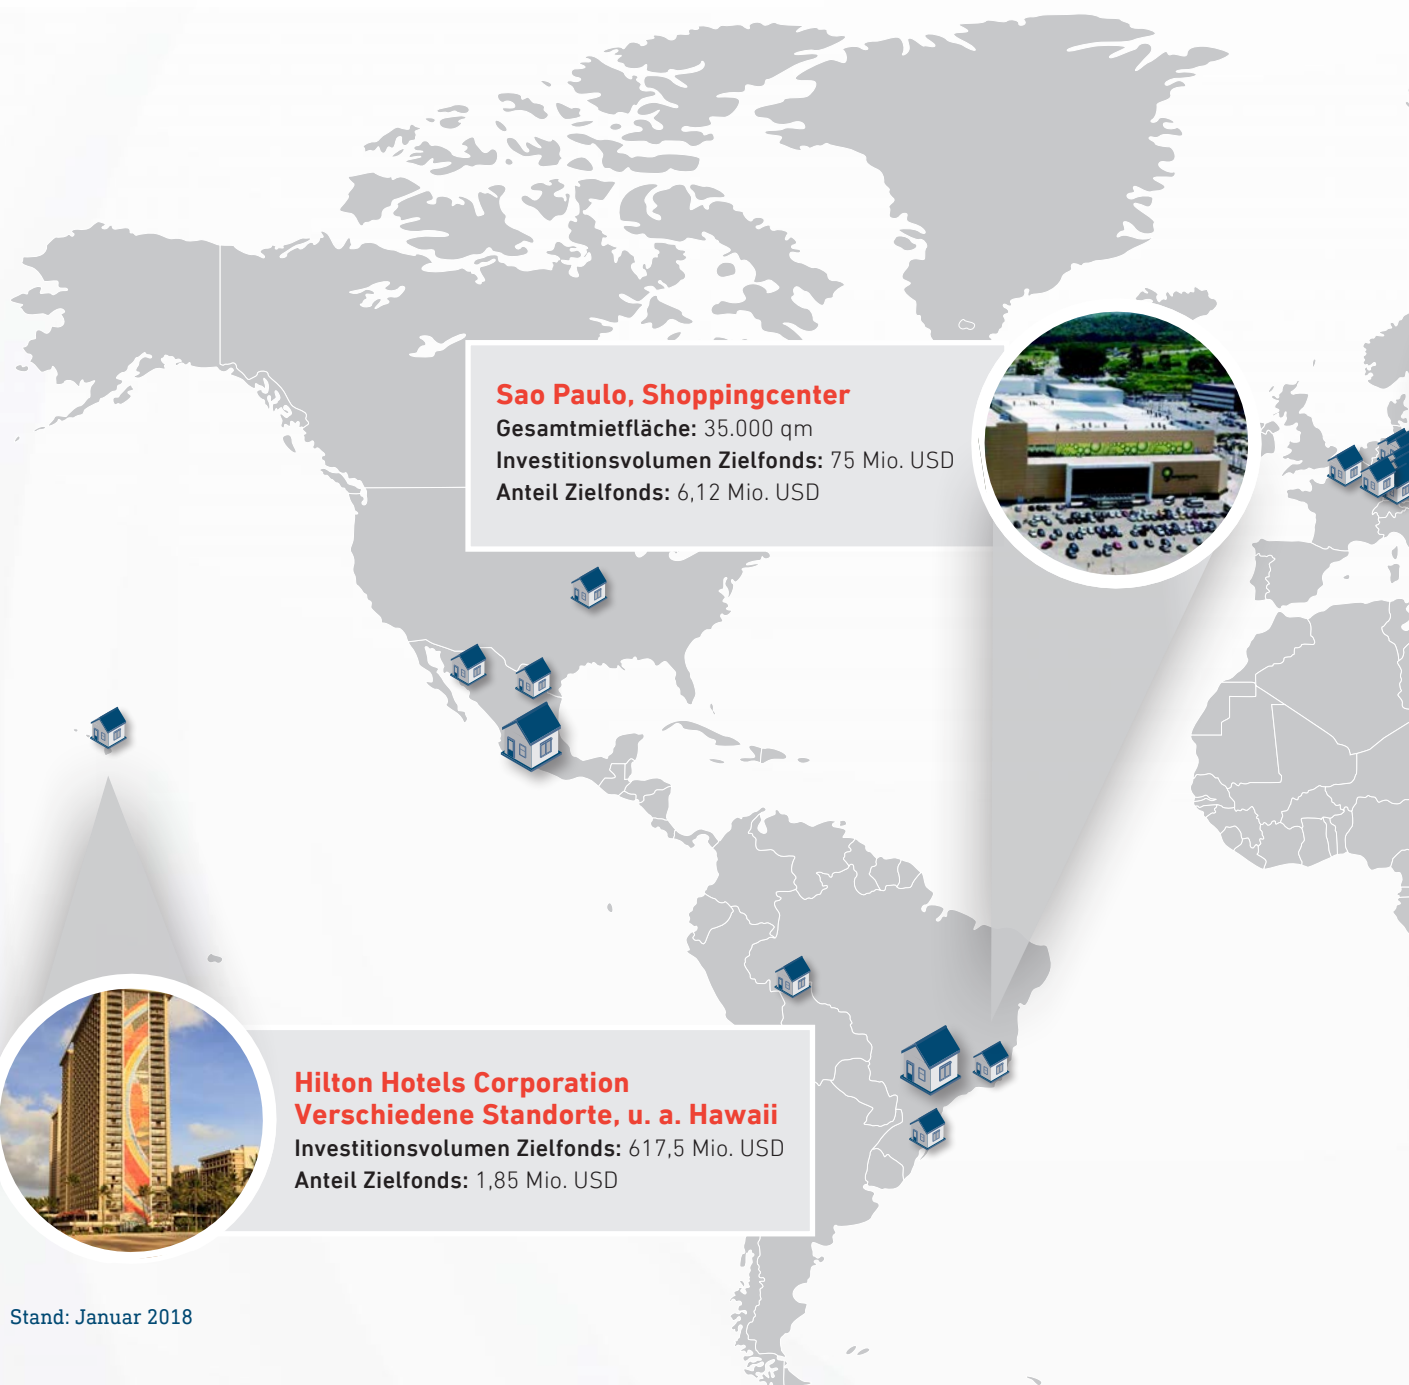 Sao Paulo, Shoppingcenter
Gesamtmietfläche: 35.000 qm
Investitionsvolumen Zielfonds: 75 Mio. USD
Anteil Zielfonds: 6,12 Mio. USD
Hilton Hotels Corporation
Verschiedene Standorte, u. a. Hawaii
Investitionsvolumen Zielfonds: 617,5 Mio. USD
Anteil Zielfonds: 1,85 Mio. USD
Stand: Januar 2018